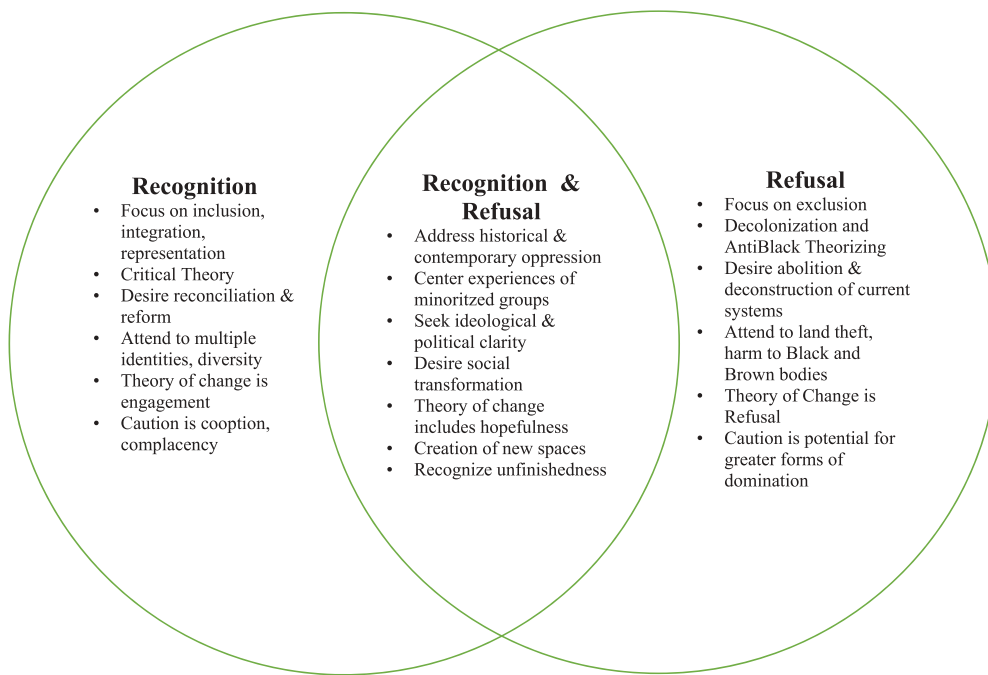 Recognition
• Focus on inclusion,
integration,
representation
• Critical Theory
• Desire reconciliation &
reform
• Attend to multiple
identities, diversity
• Theory of change is
engagement
• Caution is cooption,
complacency
Recognition &
Refusal
• Address historical &
contemporary oppression
• Center experiences of
minoritzed groups
• Seek ideological &
political clarity
• Desire social
transformation
• Theory of change
includes hopefulness
• Creation of new spaces
• Recognize unfinishedness
Refusal
• Focus on exclusion
• Decolonization and
AntiBlack Theorizing
• Desire abolition &
deconstruction of current
systems
• Attend to land theft,
harm to Black and
Brown bodies
• Theory of Change is
Refusal
• Caution is potential for
greater forms of
domination